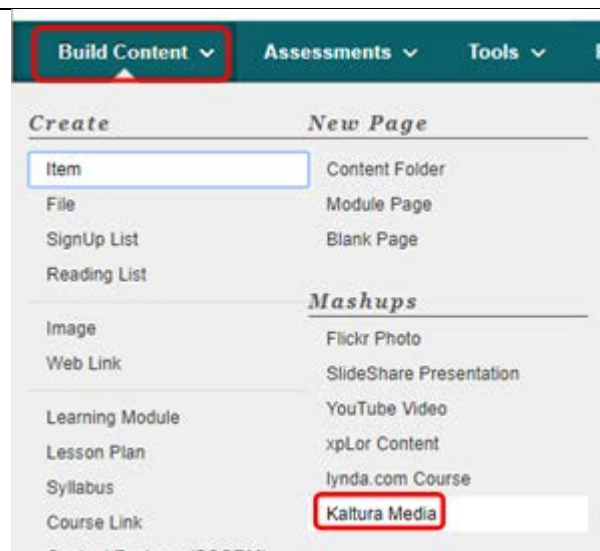 Build Content Assessments Tools
Create
Item
File
SignUp List
Reading List
Image
Web Link
Learning Module
Lesson Plan
Syllabus
Course Link
New Page
Content Folder
Module Page
Blank Page
Mashups
Flickr Photo
SlideShare Presentation
YouTube Video
xpLor Content
lynda.com Course
Kaltura Media